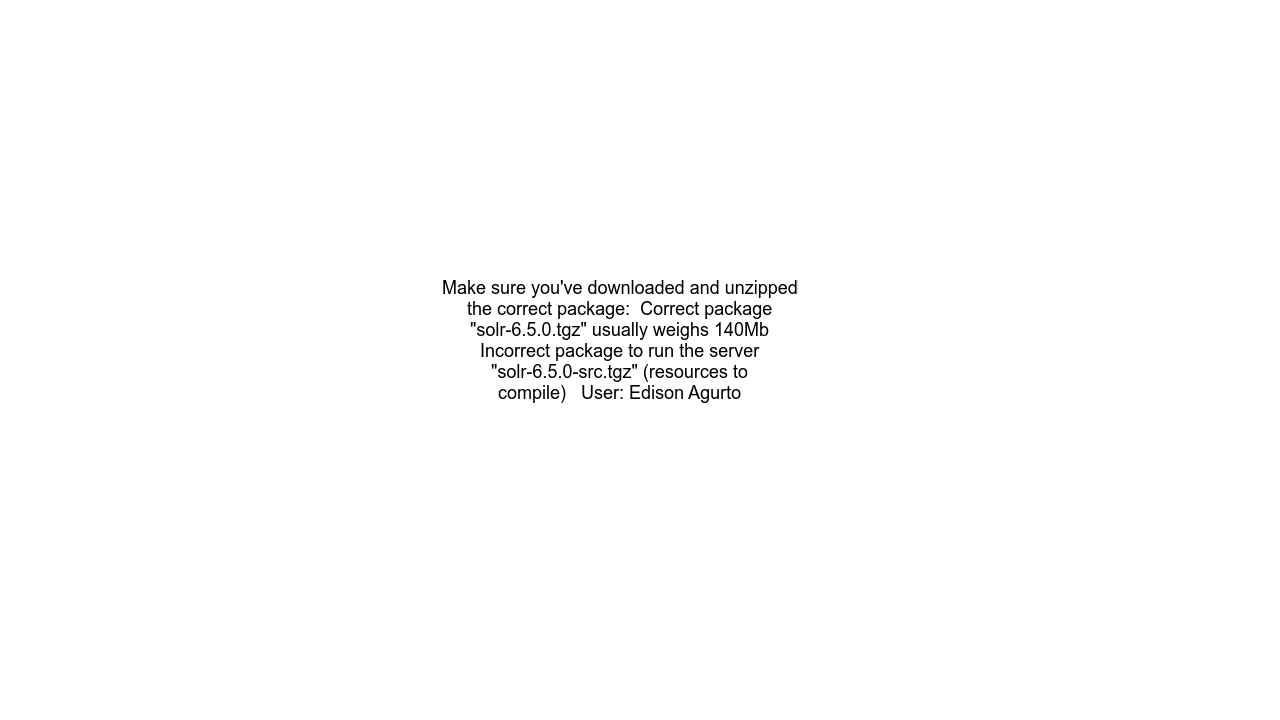 Make sure you've downloaded and unzipped
the correct package:  Correct package
"solr-6.5.0.tgz" usually weighs 140Mb
Incorrect package to run the server
"solr-6.5.0-src.tgz" (resources to
compile)   User: Edison Agurto